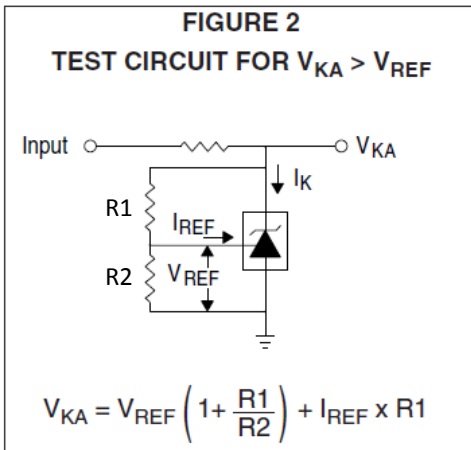 FIGURE 2
TEST CIRCUIT FOR VKA > VREF
Input
VKA
IK
R1
IREF
R2
VREF
VKA = VREF ( 1+ R1/R2 ) + IREF x R1